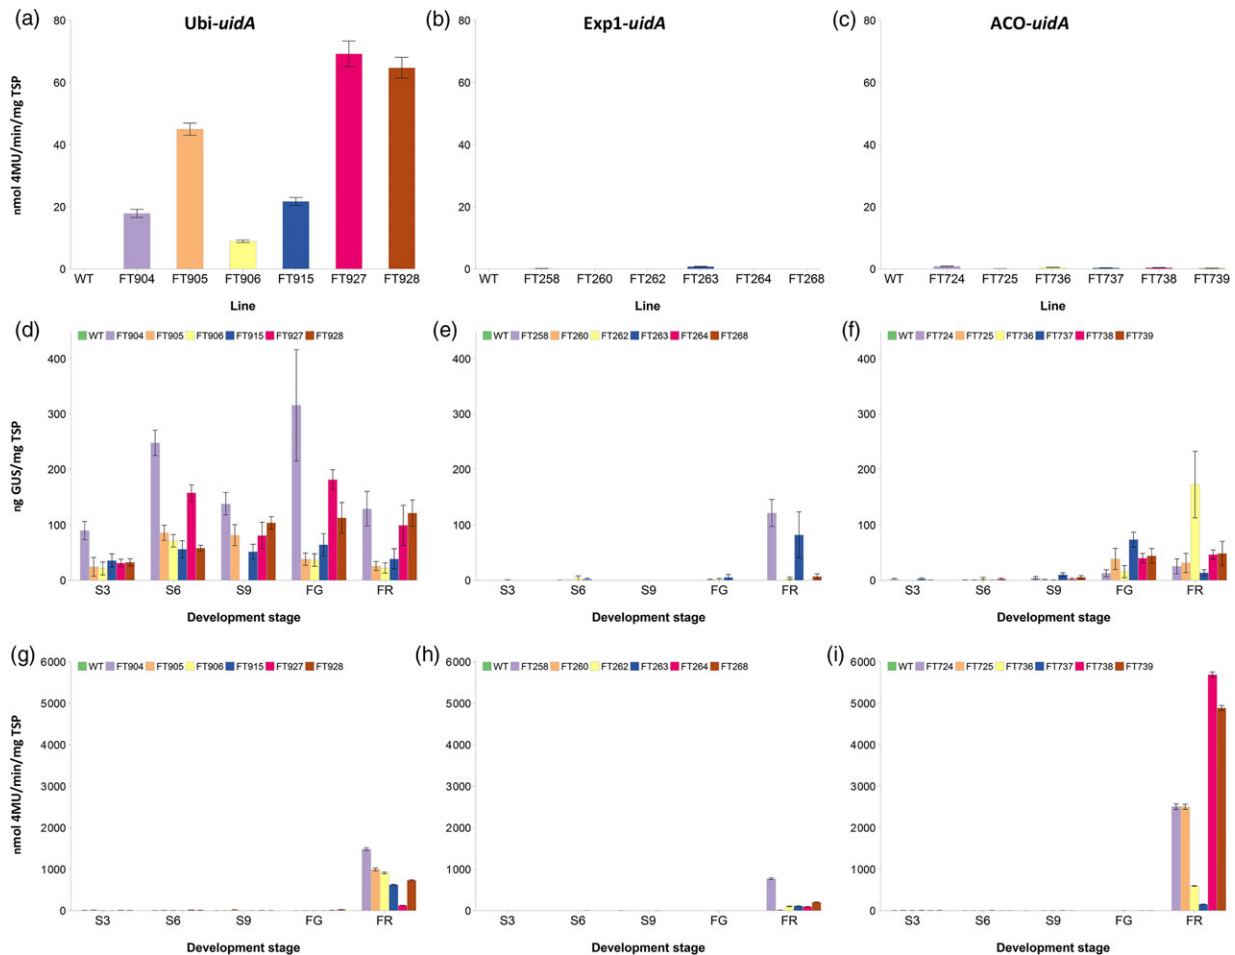 (a) Ubi-uidA
nmol 4MU/min/mg TSP
80
60
40
20
0
WT FT904 FT905 FT906 FT915 FT927 FT928
Line
(b) Exp1-uidA
80
60
40
20
0
WT FT258 FT260 FT262 FT263 FT264 FT268
Line
(c) ACO-uidA
80
60
40
20
0
WT FT724 FT725 FT736 FT737 FT738 FT739
Line
(d)
WT FT904 FT905 FT906 FT915 FT927 FT928
ng GUS/mg TSP
400
300
200
100
0
S3 S6 S9 FG FR
Development stage
(e)
WT FT258 FT260 FT262 FT263 FT264 FT268
400
300
200
100
0
S3 S6 S9 FG FR
Development stage
(f)
WT FT724 FT725 FT736 FT737 FT738 FT739
400
300
200
100
0
S3 S6 S9 FG FR
Development stage
(g)
WT FT904 FT905 FT906 FT915 FT927 FT928
nmol 4MU/min/mg TSP
6000
5000
4000
3000
2000
1000
0
S3 S6 S9 FG FR
Development stage
(h)
WT FT258 FT260 FT262 FT263 FT264 FT268
6000
5000
4000
3000
2000
1000
0
S3 S6 S9 FG FR
Development stage
(i)
WT FT724 FT725 FT736 FT737 FT738 FT739
6000
5000
4000
3000
2000
1000
0
S3 S6 S9 FG FR
Development stage